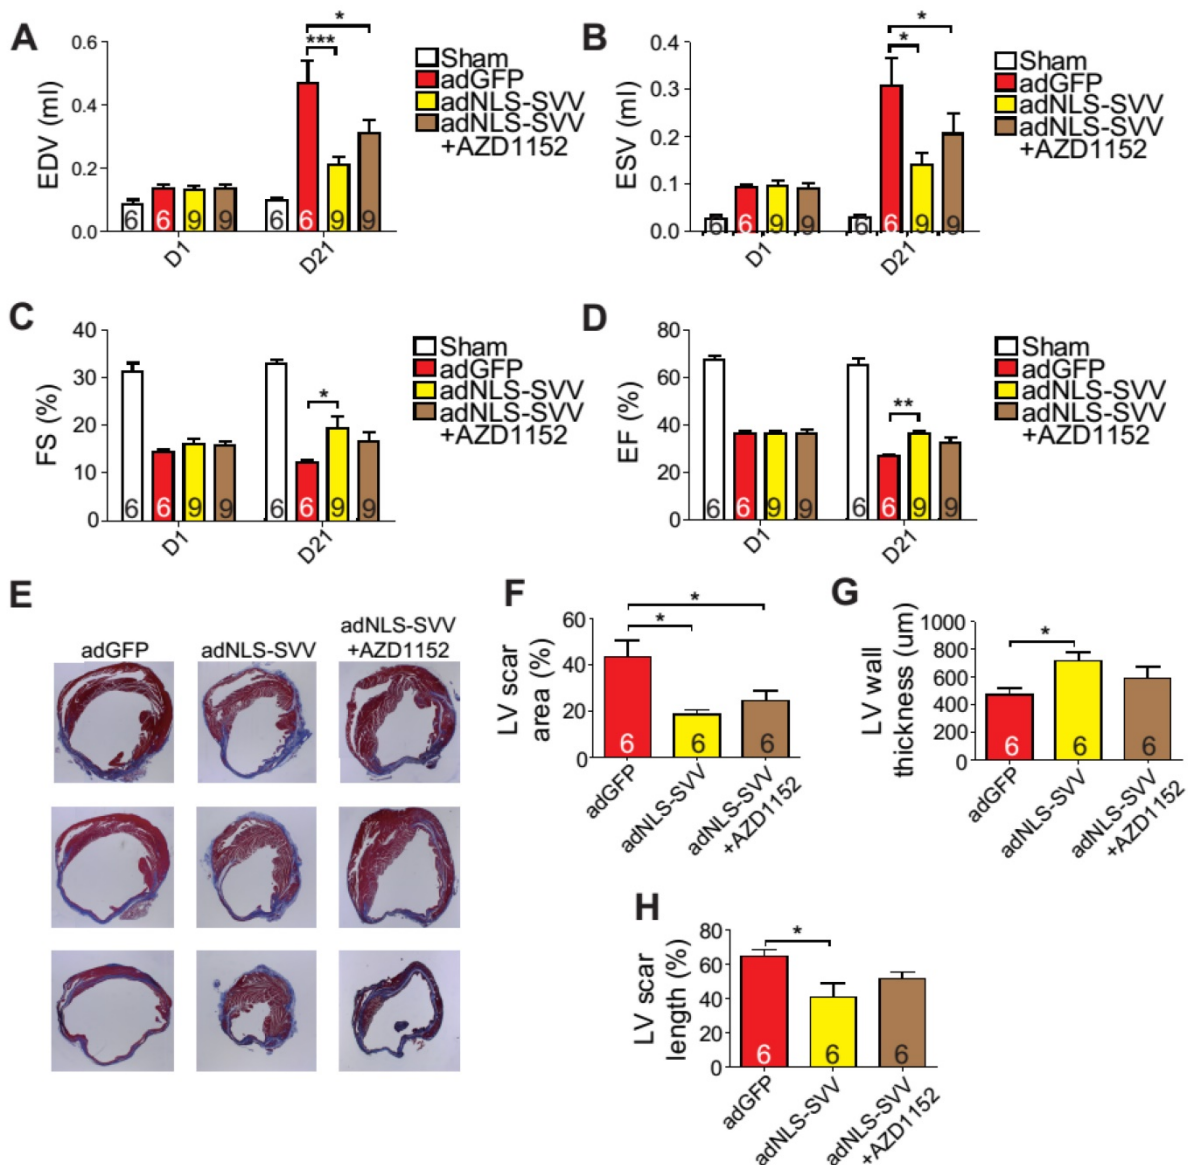 A
EDV (ml)
0.6
0.4
0.2
0.0
***
*
6
6
9
9
6
6
9
9
D1
D21
Sham
adGFP
adNLS-SVV
adNLS-SVV
+AZD1152
B
ESV (ml)
0.4
0.3
0.2
0.1
0.0
*
*
6
6
9
9
6
6
9
9
D1
D21
Sham
adGFP
adNLS-SVV
adNLS-SVV
+AZD1152
C
FS (%)
40
30
20
10
0
*
6
6
9
9
6
6
9
9
D1
D21
Sham
adGFP
adNLS-SVV
adNLS-SVV
+AZD1152
D
EF (%)
80
60
40
20
0
**
6
6
9
9
6
6
9
9
D1
D21
Sham
adGFP
adNLS-SVV
adNLS-SVV
+AZD1152
E
adGFP
adNLS-SVV
adNLS-SVV
+AZD1152
F
LV scar
area (%)
60
40
20
0
*
*
6
6
6
adGFP
adNLS-SVV
adNLS-SVV
+AZD1152
G
LV wall
thickness (um)
1000
800
600
400
200
0
*
6
6
6
adGFP
adNLS-SVV
adNLS-SVV
+AZD1152
H
LV scar
length (%)
80
60
40
20
0
*
6
6
6
adGFP
adNLS-SVV
adNLS-SVV
+AZD1152